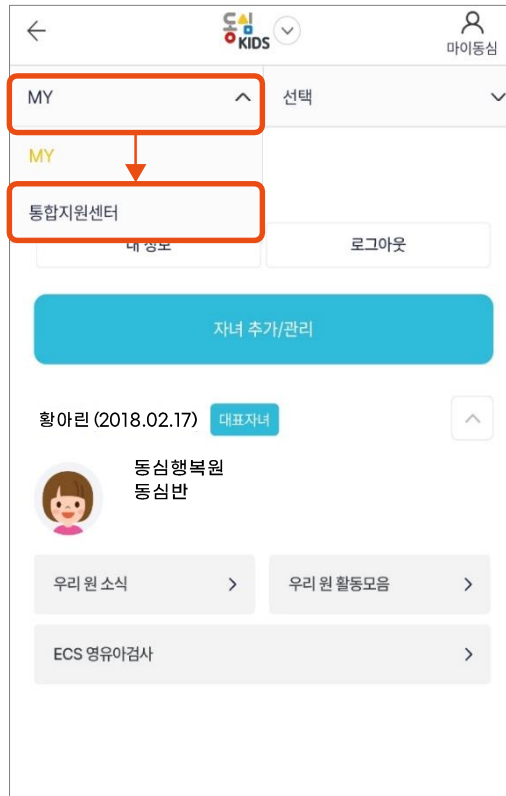 동심
KIDS
마이동심
MY
선택
MY
통합지원센터
내 정보
로그아웃
자녀 추가/관리
황아린 (2018.02.17)
대표자녀
동심행복원
동심반
우리 원 소식
우리 원 활동모음
ECS 영유아검사